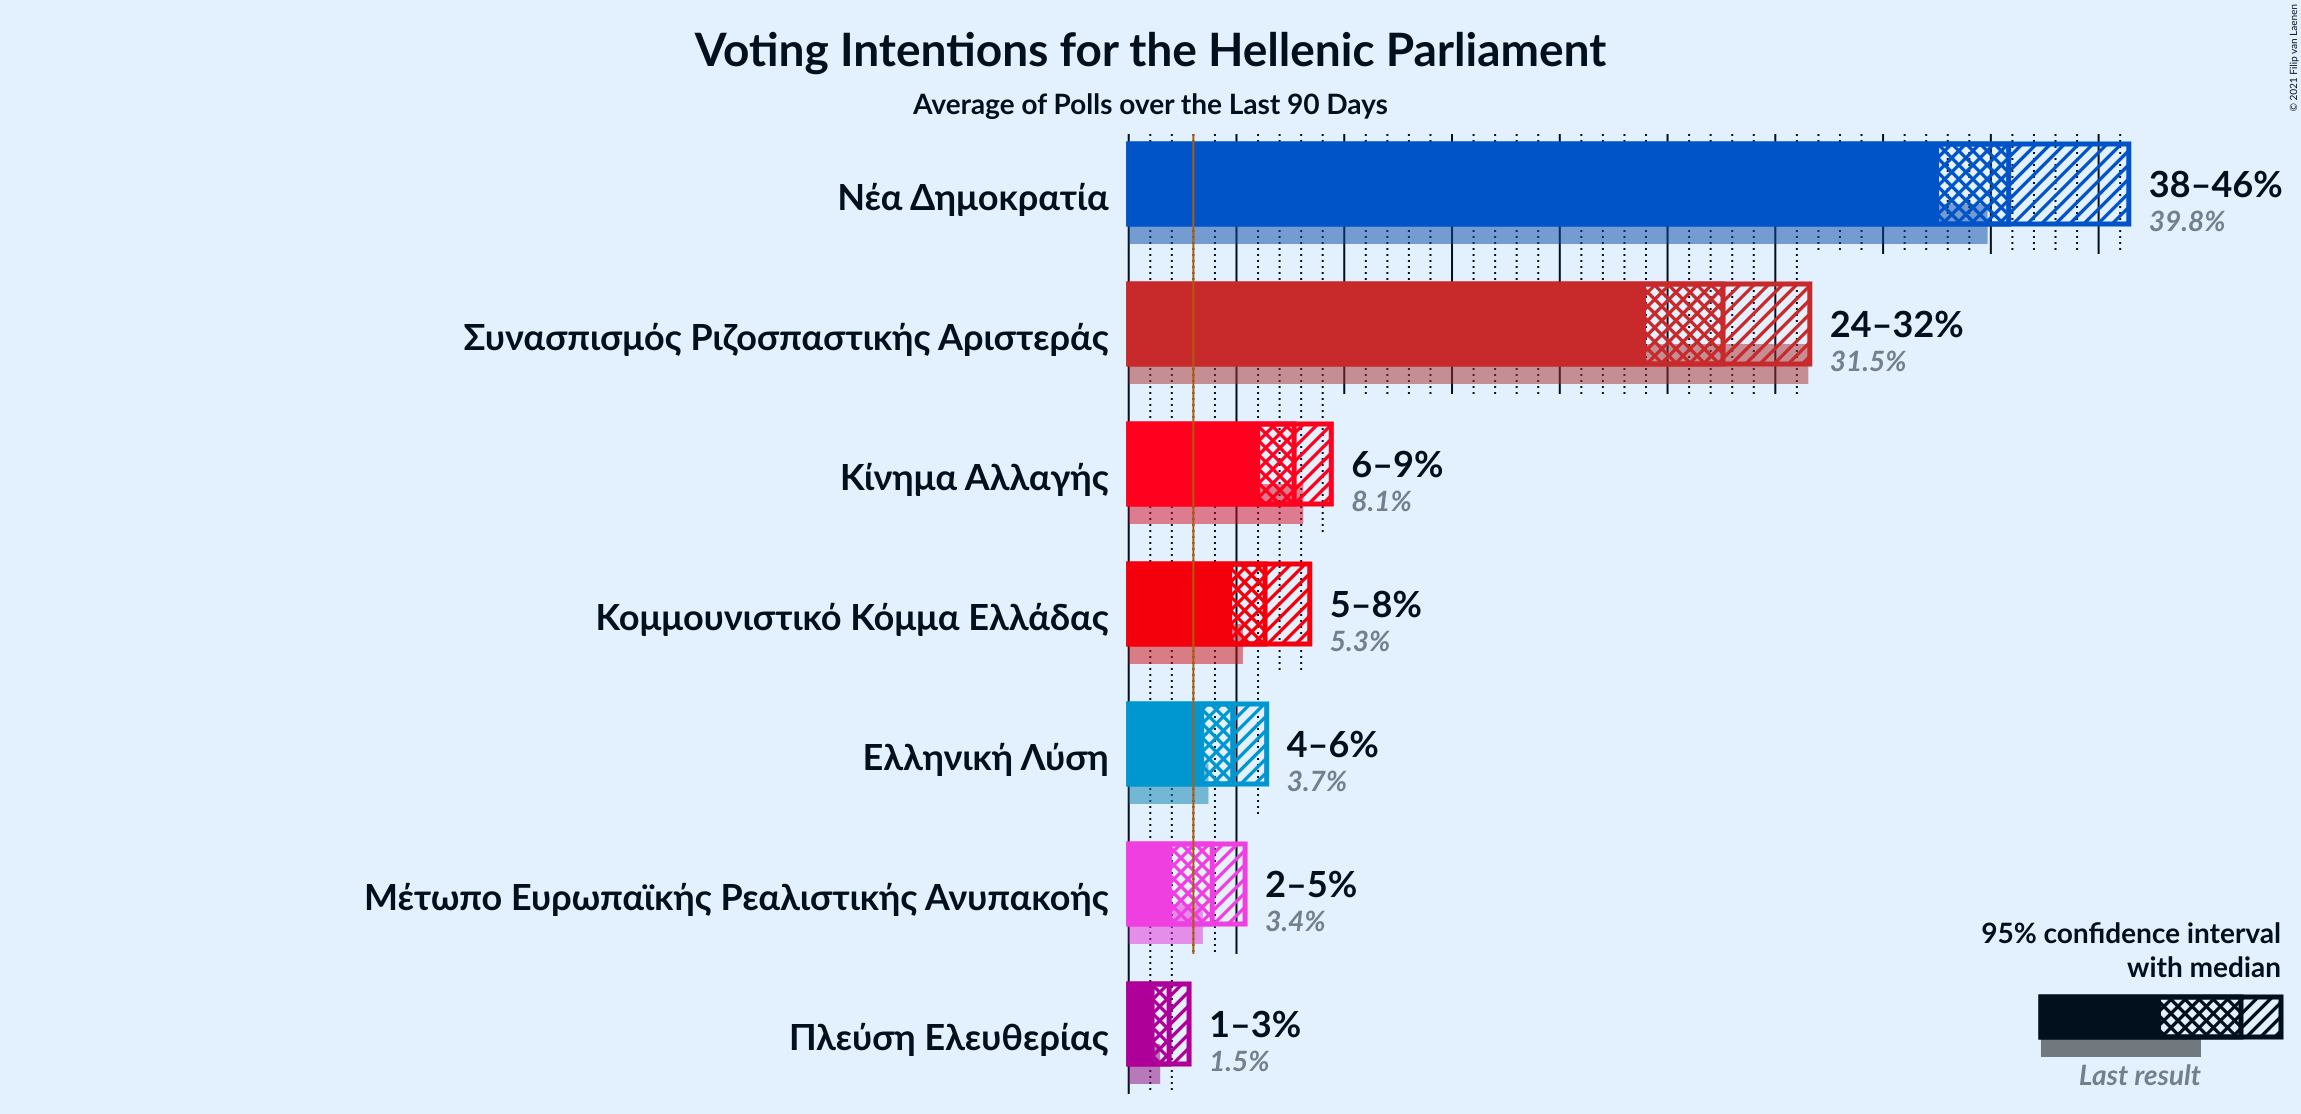 Voting Intentions for the Hellenic Parliament
Average of Polls over the Last 90 Days
© 2021 Filip van Laenen
Νέα Δημοκρατία
38–46%
39.8%
Συνασπισμός Ριζοσπαστικής Αριστεράς
24–32%
31.5%
Κίνημα Αλλαγής
6–9%
8.1%
Κομμουνιστικό Κόμμα Ελλάδας
5–8%
5.3%
Ελληνική Λύση
4–6%
3.7%
Μέτωπο Ευρωπαϊκής Ρεαλιστικής Ανυπακοής
2–5%
3.4%
Πλεύση Ελευθερίας
1–3%
1.5%
95% confidence interval
with median
Last result